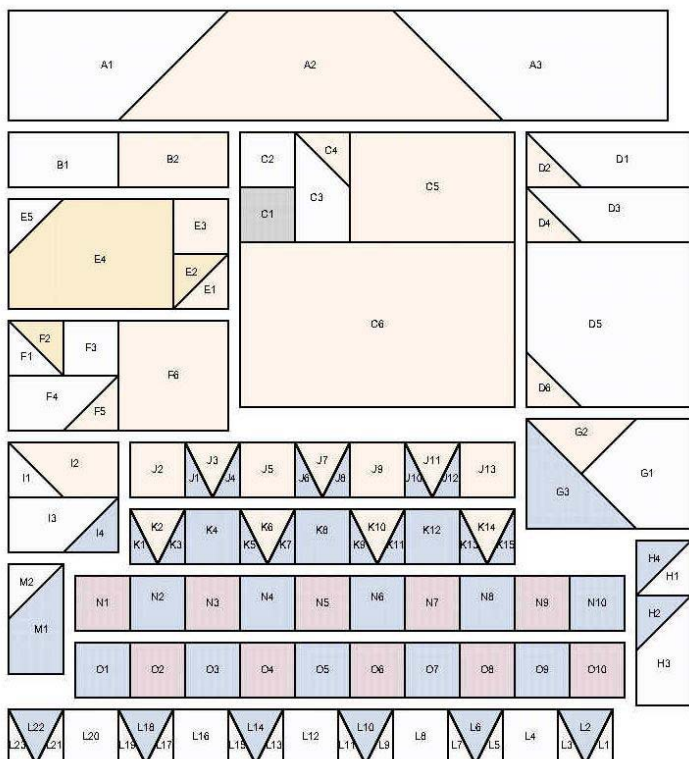 A1 A2 A3
B1 B2
C2 C4 C5
C1 C3
C6
D2 D1
D4 D3
D5
D6
E5 E3
E4
E2 E1
F1 F2 F3 F6
F4 F5
G2 G1
G3
I1 I2
I3 I4
J2 J1 J3 J4 J5 J6 J7 J8 J9 J10 J11 J12 J13
K1 K2 K3 K4 K5 K6 K7 K8 K9 K10 K11 K12 K13 K14 K15
H4 H1
H2
H3
M2
M1
N1 N2 N3 N4 N5 N6 N7 N8 N9 N10
O1 O2 O3 O4 O5 O6 O7 O8 O9 O10
L23 L22 L21 L20 L19 L18 L17 L16 L15 L14 L13 L12 L11 L10 L9 L8 L7 L6 L5 L4 L3 L2 L1